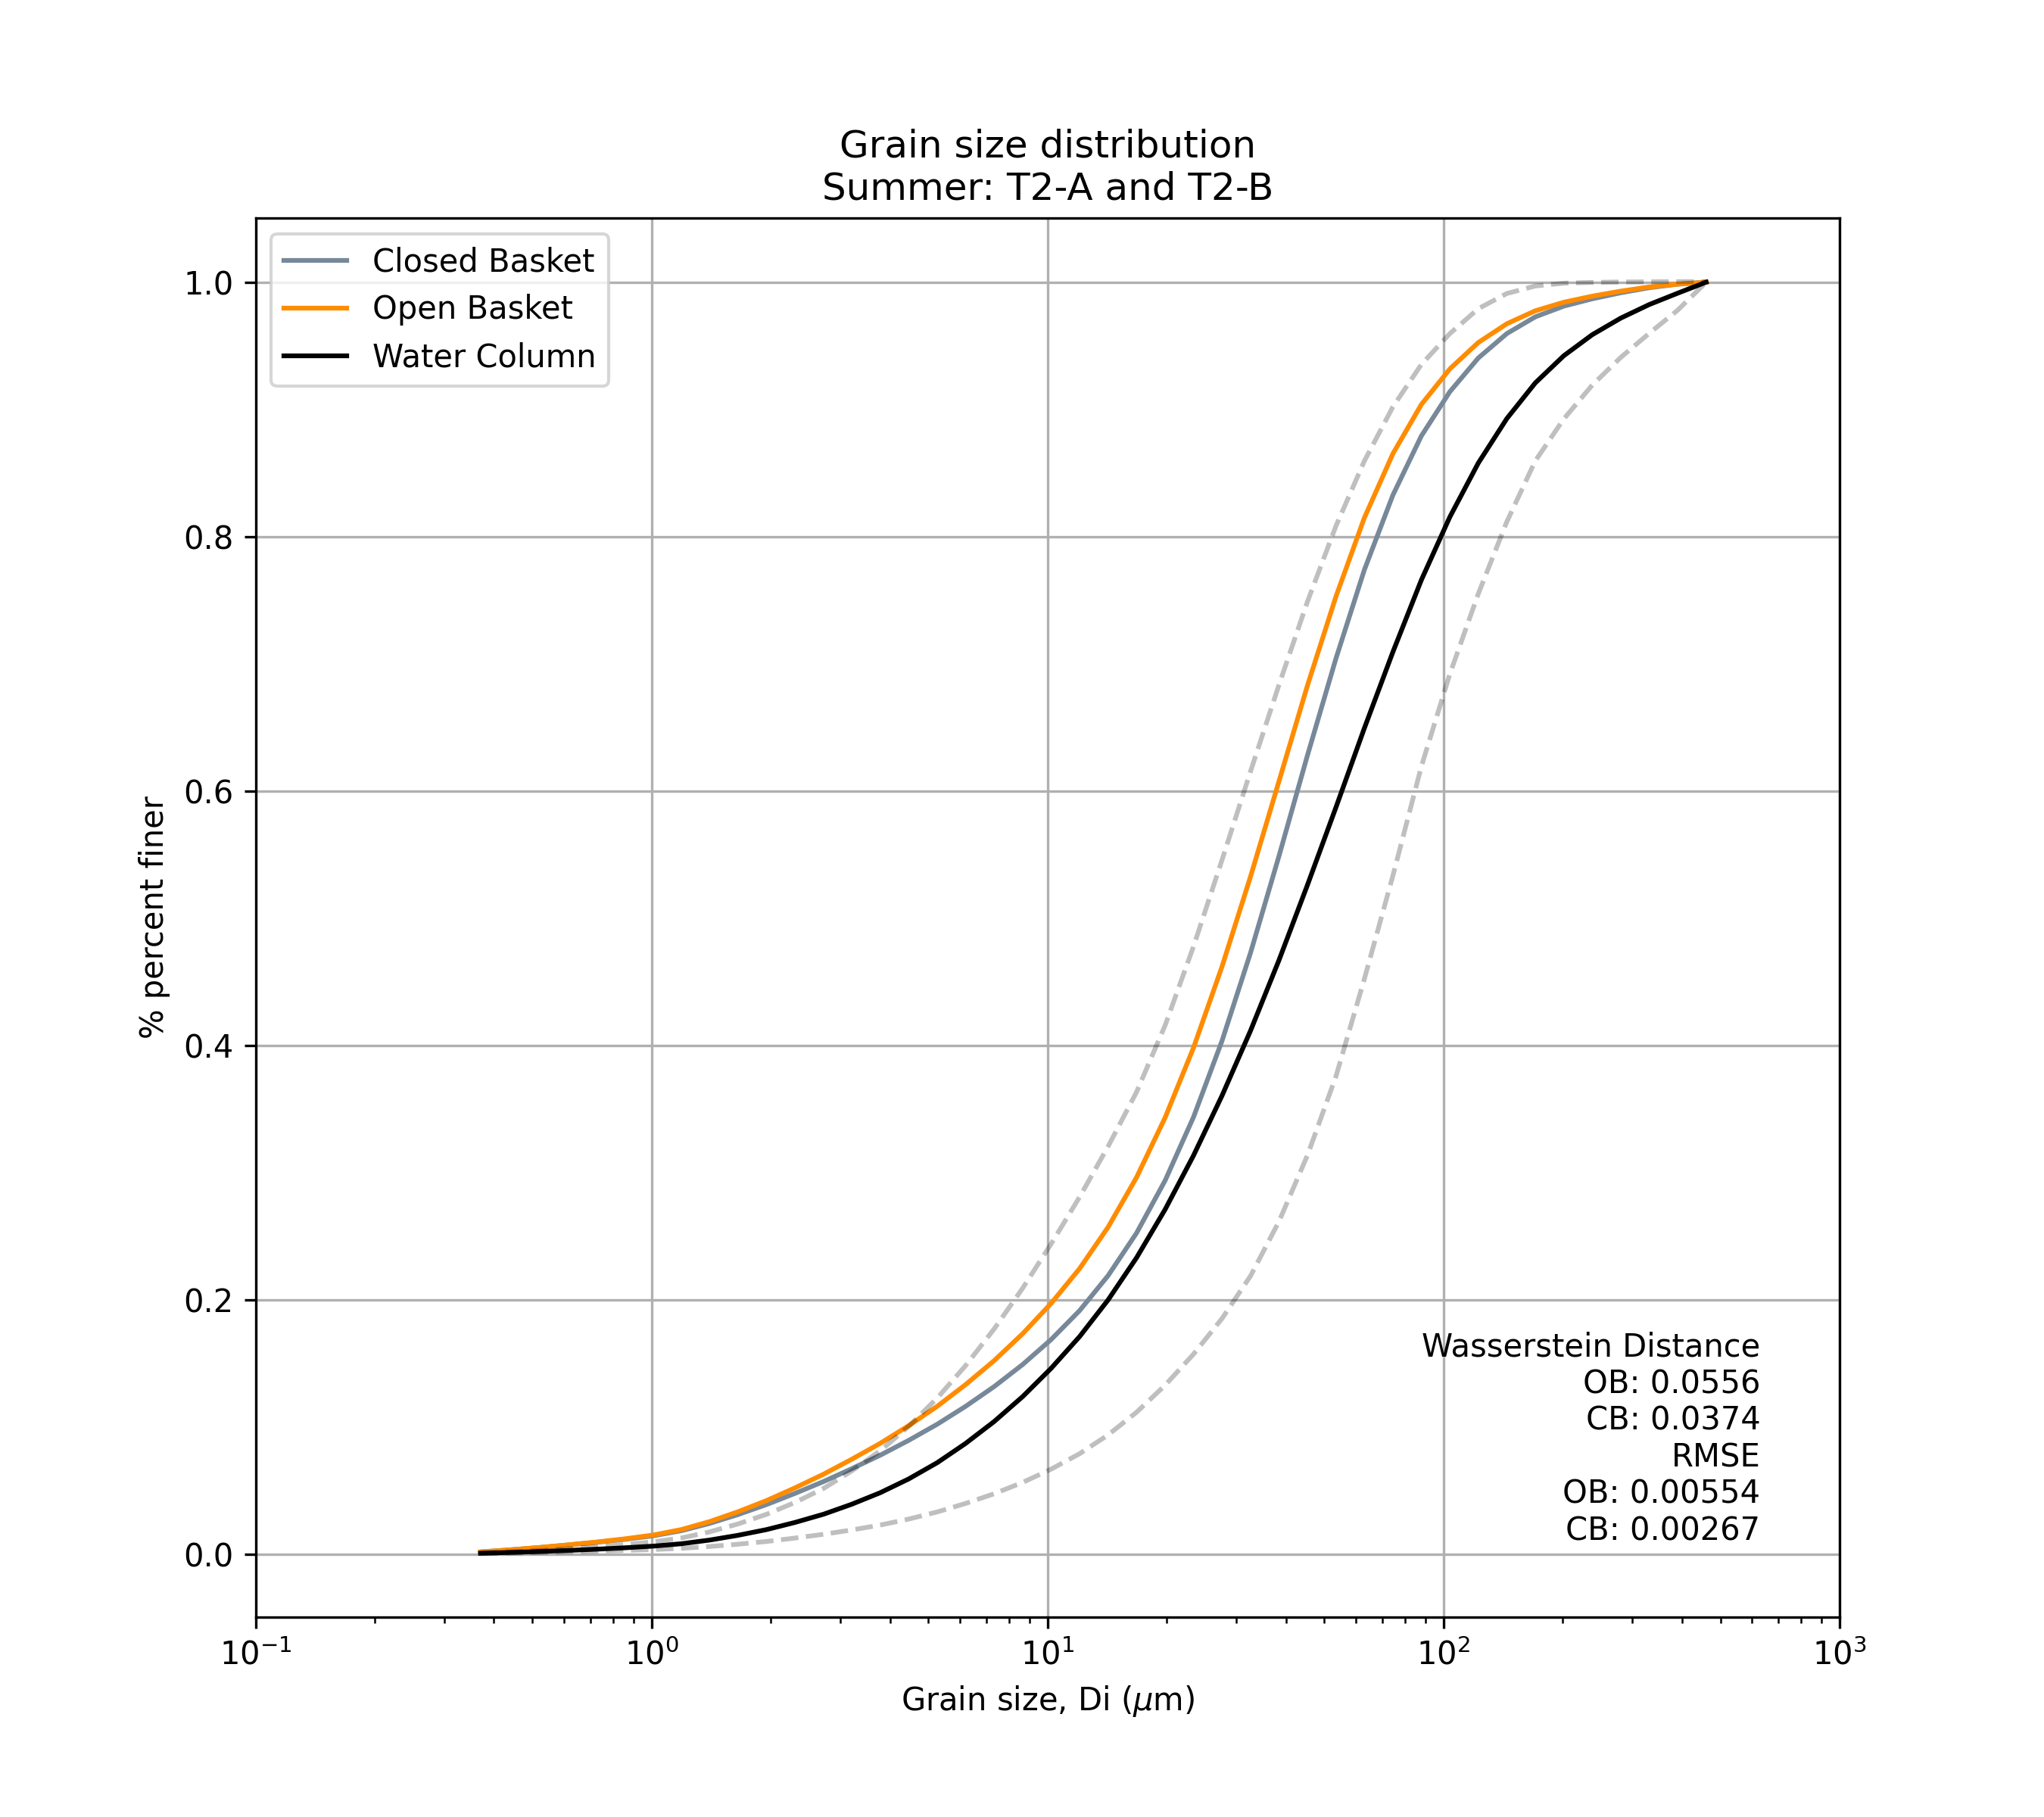 Grain size distribution
Summer: T2-A and T2-B
Closed Basket
Open Basket
Water Column
1.0
0.8
0.6
0.4
0.2
0.0
% percent finer
Wasserstein Distance
OB: 0.0556
CB: 0.0374
RMSE
OB: 0.00554
CB: 0.00267
10⁻¹ 10⁰ 10¹ 10² 10³
Grain size, Di (μm)